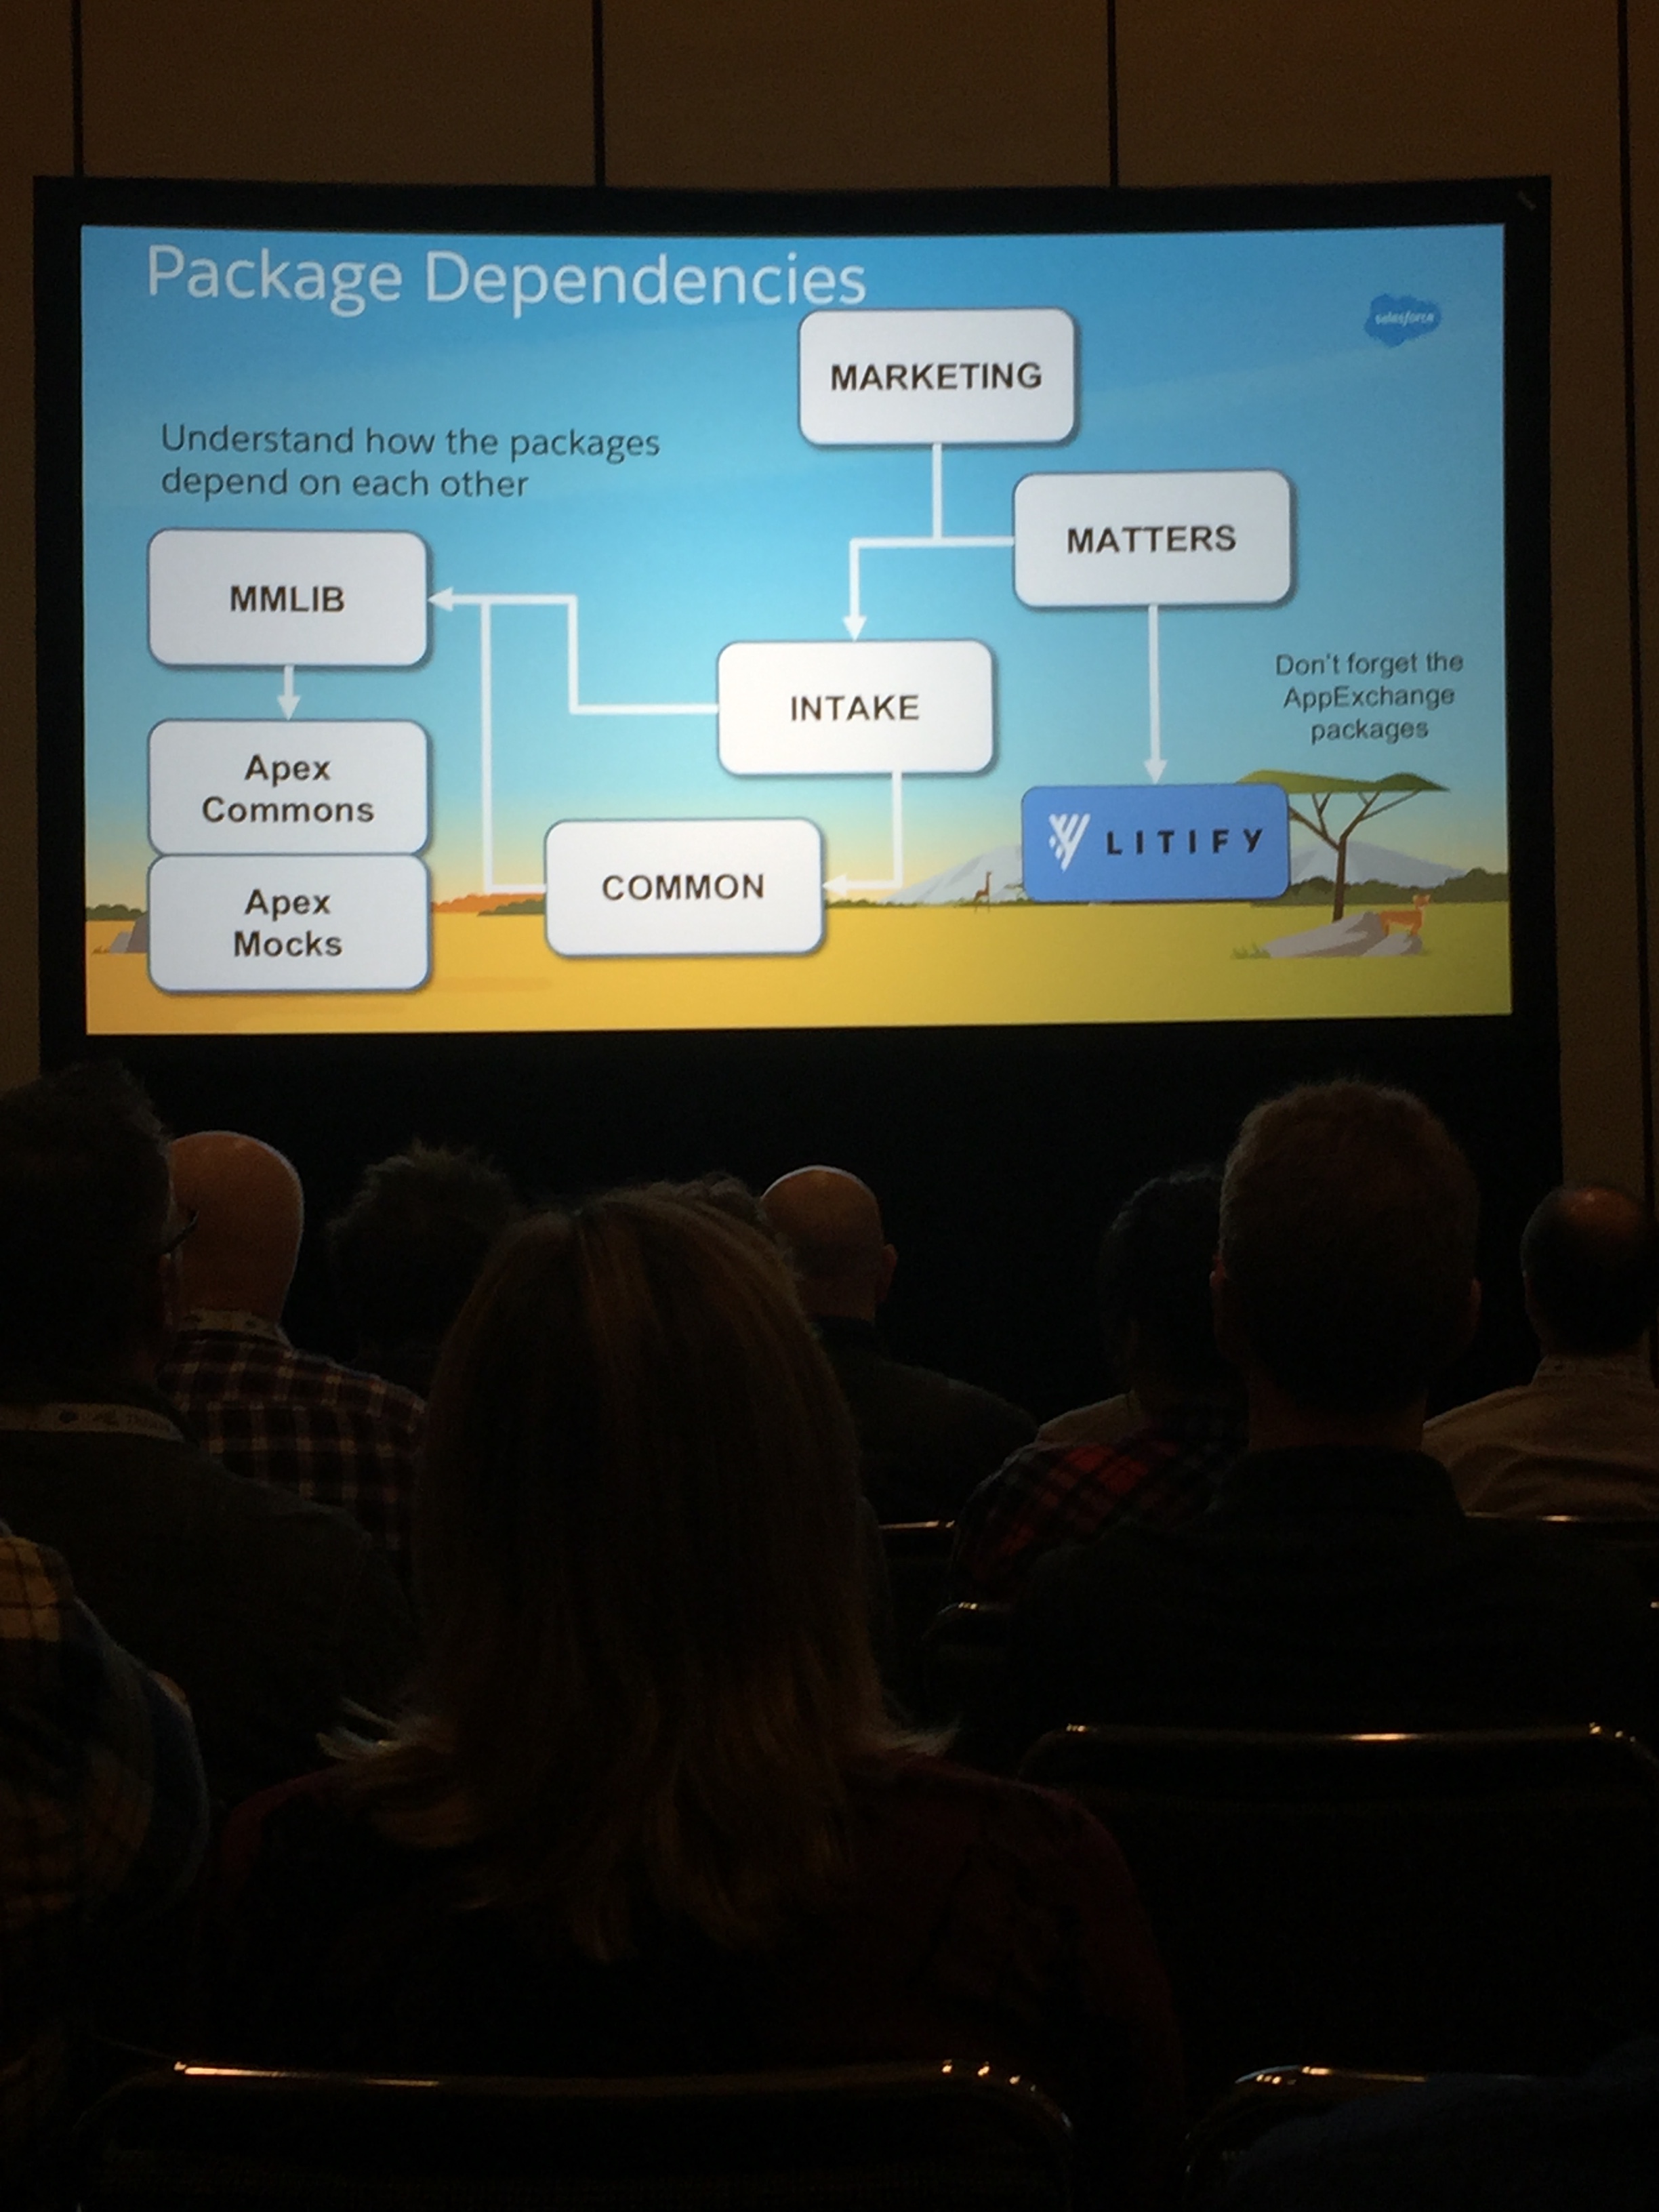 Package Dependencies
salesforce
MARKETING
Understand how the packages
depend on each other
MATTERS
MMLIB
Don't forget the
AppExchange
packages
INTAKE
Apex
Commons
LITIFY
COMMON
Apex
Mocks